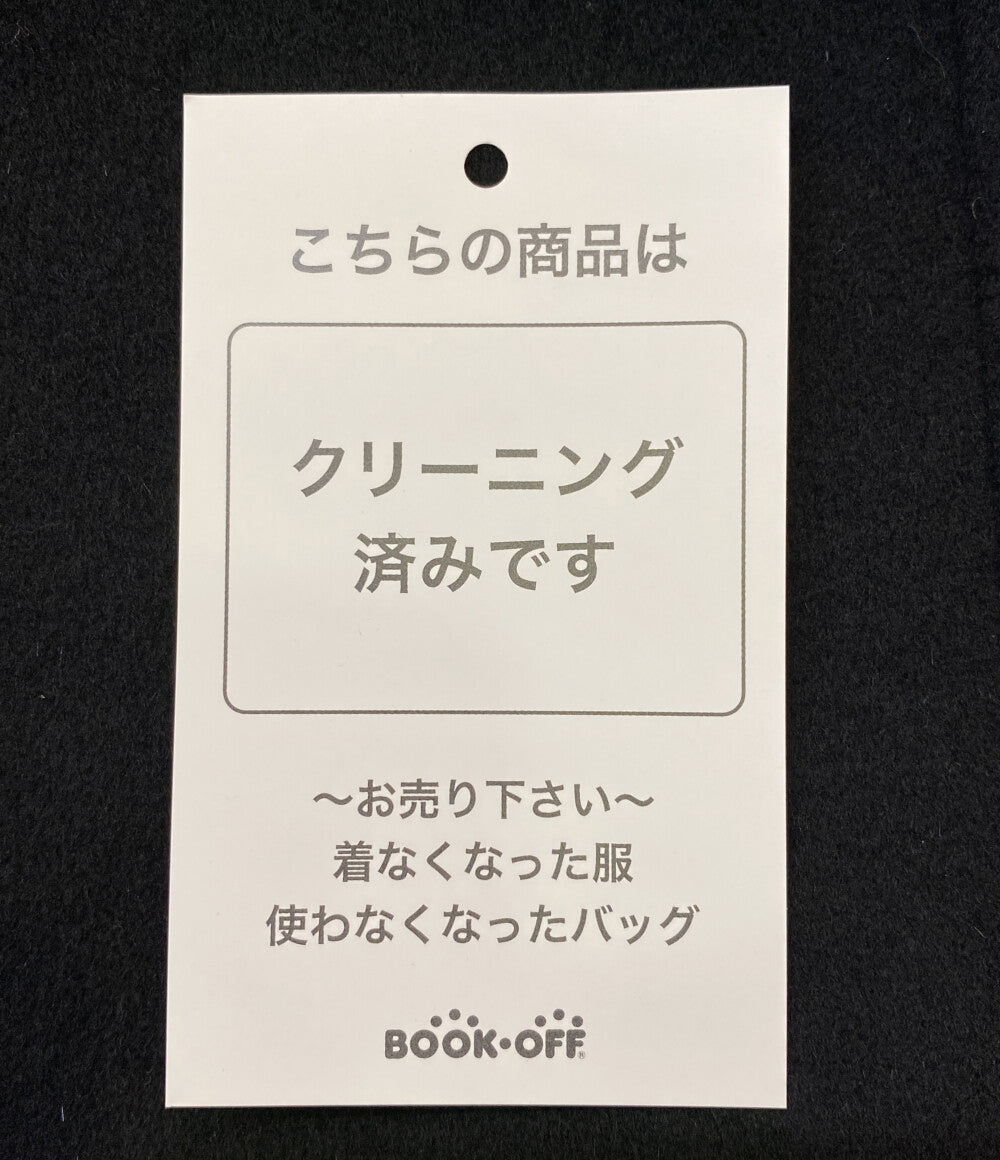 こちらの商品は
クリーニング
済みです
～お売り下さい～
着なくなった服
使わなくなったバッグ
BOOK・OFF®